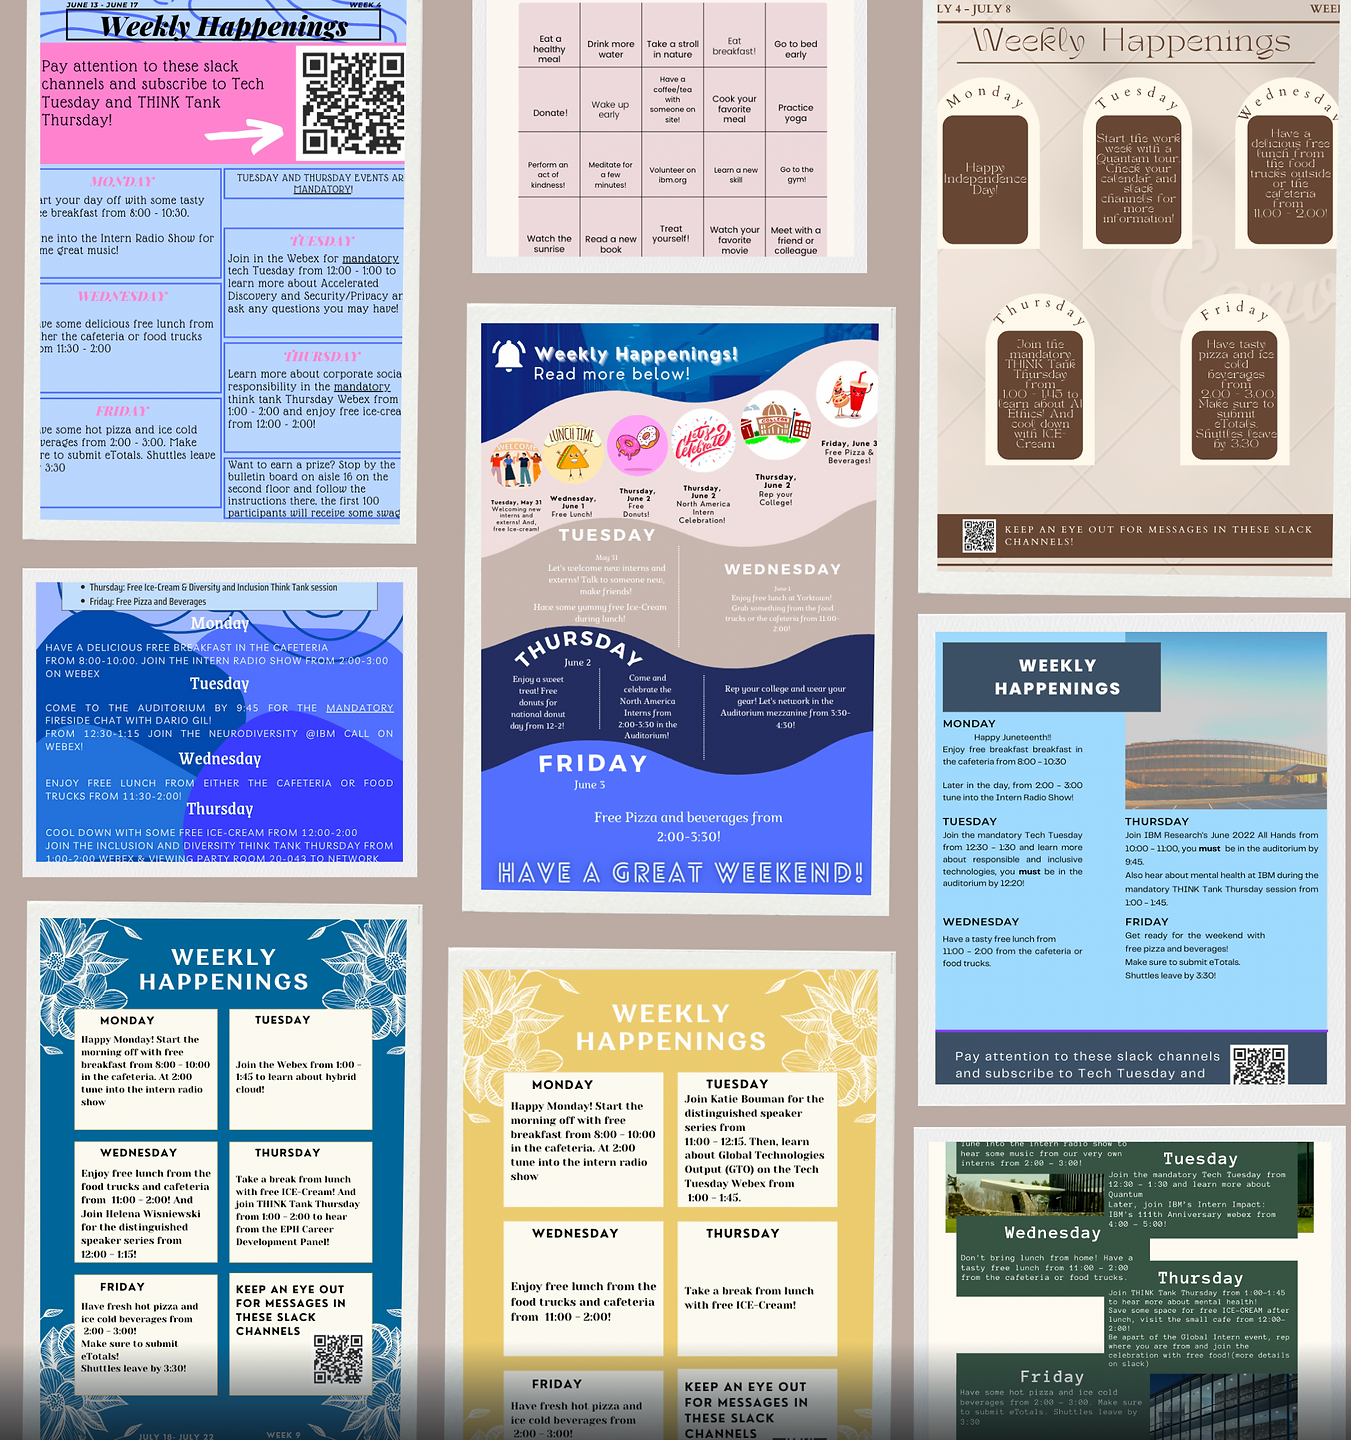 JUNE 13 - JUNE 17
WEEK 4
Weekly Happenings
Pay attention to these slack
channels and subscribe to Tech
Tuesday and THINK Tank
Thursday!
MONDAY
art your day off with some tasty
ee breakfast from 8:00 - 10:30.
ne into the Intern Radio Show for
me great music!
TUESDAY AND THURSDAY EVENTS AR
MANDATORY!
TUESDAY
Join in the Webex for mandatory
tech Tuesday from 12:00 - 1:00 to
learn more about Accelerated
Discovery and Security/Privacy an
ask any questions you may have!
WEDNESDAY
ve some delicious free lunch from
her the cafeteria or food trucks
om 11:30 - 2:00
THURSDAY
Learn more about corporate socia
responsibility in the mandatory
think tank Thursday Webex from
1:00 - 2:00 and enjoy free ice-crea
from 12:00 - 2:00!
FRIDAY
ve some hot pizza and ice cold
verages from 2:00 - 3:00. Make
re to submit eTotals. Shuttles leave
3:30
Want to earn a prize? Stop by the
bulletin board on aisle 16 on the
second floor and follow the
instructions there, the first 100
participants will receive some swag
Eat a
healthy
meal
Drink more
water
Take a stroll
in nature
Eat
breakfast!
Go to bed
early
Donate!
Wake up
early
Have a
coffee/tea
with
someone on
site!
Cook your
favorite
meal
Practice
yoga
Perform an
act of
kindness!
Meditate for
a few
minutes!
Volunteer on
ibm.org
Learn a new
skill
Go to the
gym!
Watch the
sunrise
Read a new
book
Treat
yourself!
Watch your
favorite
movie
Meet with a
friend or
colleague
LY 4 - JULY 8
WEE
Weekly Happenings
Monday
Happy
Independence
Day!
Tuesday
Start the work
week with a
Quantam tour.
Check your
calendar and
slack
channels for
more
information!
Wednesday
Have a
delicious free
lunch from
the food
trucks outside
or the
cafeteria
from
11:00 - 2:00!
Thursday
Join the
mandatory
THINK Tank
Thursday
from
1:00 - 1:45 to
learn about AI
Ethics! And
cool down
with ICE-
Cream
Friday
Have tasty
pizza and ice
cold
beverages
from
2:00 - 3:00.
Make sure to
submit
eTotals.
Shuttles leave
by 3:30
KEEP AN EYE OUT FOR MESSAGES IN THESE SLACK
CHANNELS!
Thursday: Free Ice-Cream & Diversity and Inclusion Think Tank session
Friday: Free Pizza and Beverages
Monday
HAVE A DELICIOUS FREE BREAKFAST IN THE CAFETERIA
FROM 8:00-10:00. JOIN THE INTERN RADIO SHOW FROM 2:00-3:00
ON WEBEX
Tuesday
COME TO THE AUDITORIUM BY 9:45 FOR THE MANDATORY
FIRESIDE CHAT WITH DARIO GIL!
FROM 12:30-1:15 JOIN THE NEURODIVERSITY @IBM CALL ON
WEBEX!
Wednesday
ENJOY FREE LUNCH FROM EITHER THE CAFETERIA OR FOOD
TRUCKS FROM 11:30-2:00!
Thursday
COOL DOWN WITH SOME FREE ICE-CREAM FROM 12:00-2:00
JOIN THE INCLUSION AND DIVERSITY THINK TANK THURSDAY FROM
1:00-2:00 WEBEX & VIEWING PARTY ROOM 20-043 TO NETWORK
Weekly Happenings!
Read more below!
WELCOME
LUNCH TIME
Let's
Celebrate
COLLEGE
Tuesday, May 31
Welcoming new
interns and
externs! And,
free Ice-cream!
Wednesday,
June 1
Free Lunch!
Thursday,
June 2
Free
Donuts!
Thursday,
June 2
North America
Intern
Celebration!
Thursday,
June 2
Rep your
College!
Friday, June 3
Free Pizza &
Beverages!
TUESDAY
May 31
Let's welcome new interns and
externs! Talk to someone new,
make friends!
Have some yummy free Ice-Cream
during lunch!
WEDNESDAY
June 1
Enjoy free lunch at Yorktown!
Grab something from the food
trucks or the cafeteria from 11:00-
2:00!
THURSDAY
June 2
Enjoy a sweet
treat! Free
donuts for
national donut
day from 12-2!
Come and
celebrate the
North America
Interns from
2:00-3:30 in the
Auditorium!
Rep your college and wear your
gear! Let's network in the
Auditorium mezzanine from 3:30-
4:30!
FRIDAY
June 3
Free Pizza and beverages from
2:00-3:30!
HAVE A GREAT WEEKEND!
WEEKLY
HAPPENINGS
MONDAY
Happy Juneteenth!!
Enjoy free breakfast breakfast in
the cafeteria from 8:00 - 10:30
Later in the day, from 2:00 - 3:00
tune into the Intern Radio Show!
TUESDAY
Join the mandatory Tech Tuesday
from 12:30 - 1:30 and learn more
about responsible and inclusive
technologies, you must be in the
auditorium by 12:20!
THURSDAY
Join IBM Research's June 2022 All Hands from
10:00 - 11:00, you must be in the auditorium by
9:45.
Also hear about mental health at IBM during the
mandatory THINK Tank Thursday session from
1:00 - 1:45.
WEDNESDAY
Have a tasty free lunch from
11:00 - 2:00 from the cafeteria or
food trucks.
FRIDAY
Get ready for the weekend with
free pizza and beverages!
Make sure to submit eTotals.
Shuttles leave by 3:30!
Pay attention to these slack channels
and subscribe to Tech Tuesday and
WEEKLY
HAPPENINGS
MONDAY
Happy Monday! Start the
morning off with free
breakfast from 8:00 - 10:00
in the cafeteria. At 2:00
tune into the intern radio
show
TUESDAY
Join the Webex from 1:00 -
1:45 to learn about hybrid
cloud!
WEDNESDAY
Enjoy free lunch from the
food trucks and cafeteria
from 11:00 - 2:00! And
Join Helena Wisniewski
for the distinguished
speaker series from
12:00 - 1:15!
THURSDAY
Take a break from lunch
with free ICE-Cream! And
join THINK Tank Thursday
from 1:00 - 2:00 to hear
from the EPH Career
Development Panel!
FRIDAY
Have fresh hot pizza and
ice cold beverages from
2:00 - 3:00!
Make sure to submit
eTotals!
Shuttles leave by 3:30!
KEEP AN EYE OUT
FOR MESSAGES IN
THESE SLACK
CHANNELS
JULY 18- JULY 22
WEEK 9
WEEKLY
HAPPENINGS
MONDAY
Happy Monday! Start the
morning off with free
breakfast from 8:00 - 10:00
in the cafeteria. At 2:00
tune into the intern radio
show
TUESDAY
Join Katie Bouman for the
distinguished speaker
series from
11:00 - 12:15. Then, learn
about Global Technologies
Output (GTO) on the Tech
Tuesday Webex from
1:00 - 1:45.
WEDNESDAY
Enjoy free lunch from the
food trucks and cafeteria
from 11:00 - 2:00!
THURSDAY
Take a break from lunch
with free ICE-Cream!
FRIDAY
Have fresh hot pizza and
ice cold beverages from
2:00 - 3:00!
KEEP AN EYE OUT
FOR MESSAGES IN
THESE SLACK
CHANNELS
Tune into the intern radio show to
hear some music from our very own
interns from 2:00 - 3:00!
Tuesday
Join the mandatory Tech Tuesday from
12:30 - 1:30 and learn more about
Quantum
Later, join IBM's Intern Impact:
IBM's 111th Anniversary webex from
4:00 - 5:00!
Wednesday
Don't bring lunch from home! Have a
tasty free lunch from 11:00 - 2:00
from the cafeteria or food trucks.
Thursday
Join THINK Tank Thursday from 1:00-1:45
to hear more about mental health!
Save some space for free ICE-CREAM after
lunch, visit the small cafe from 12:00-
2:00!
Be apart of the Global Intern event, rep
where you are from and join the
celebration with free food!(more details
on slack)
Friday
Have some hot pizza and ice cold
beverages from 2:00 - 3:00. Make sure
to submit eTotals. Shuttles leave by
3:30